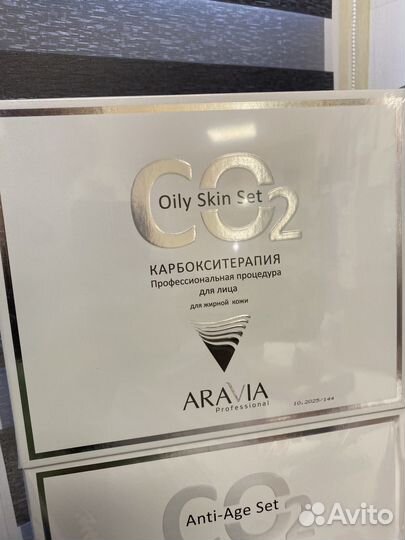 CO2
Oily Skin Set
КАРБОКСИТЕРАПИЯ
Профессиональная процедура
для лица
для жирной кожи
ARAVIA
Professional
10.2025/144
CO2
Anti-Age Set
Avito